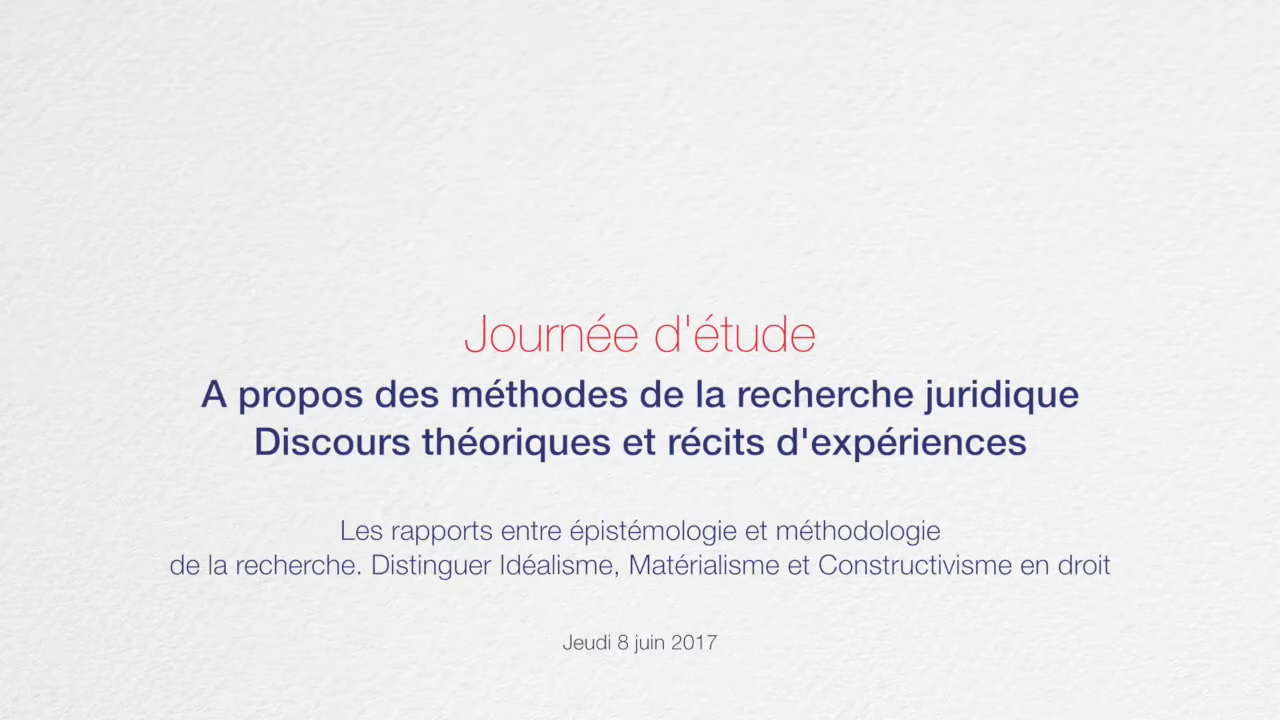 Journée d'étude
A propos des méthodes de la recherche juridique
Discours théoriques et récits d'expériences
Les rapports entre épistémologie et méthodologie
de la recherche. Distinguer Idéalisme, Matérialisme et Constructivisme en droit
Jeudi 8 juin 2017